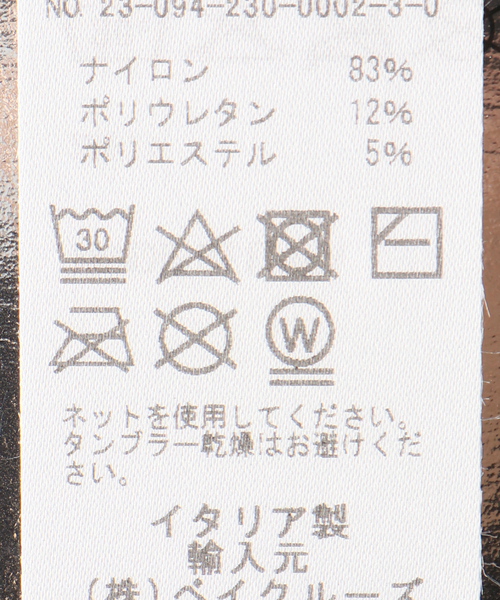 NO. 23-094-230-0002-3-0
ナイロン 83%
ポリウレタン 12%
ポリエステル 5%
30
W
ネットを使用してください。
タンブラー乾燥はお避けくだ
さい。
イタリア製
輸入元
(株)ベイクルーズ